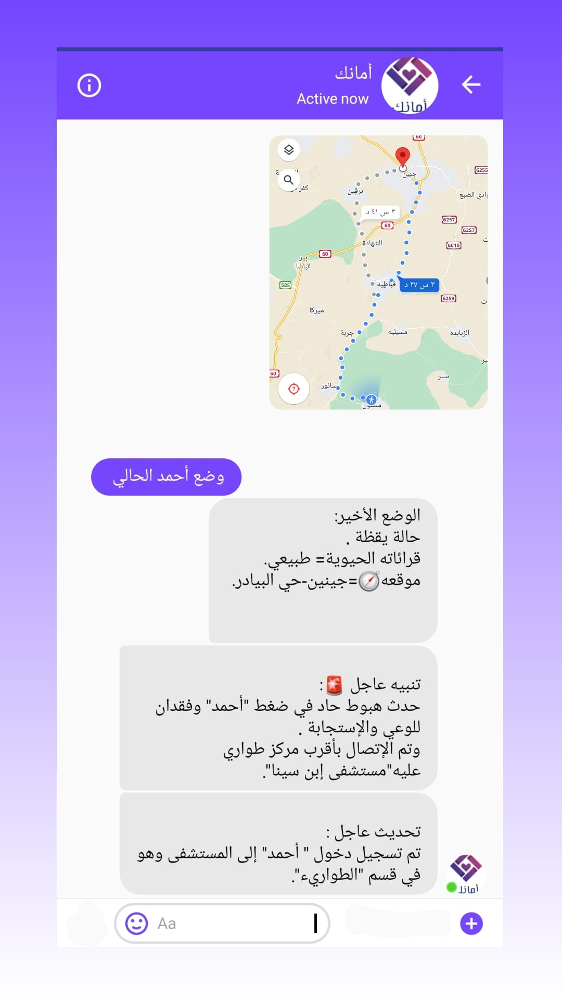 أمانك
Active now
أمانك
60
جنين
6255
كفر
برقين
وادي الضبع
٣ س ٤١ د
6257
60
6257
الشهادة
6010
60
بير
الباشا
585
قباطية
٣ س ٢٧ د
6259
ميركا
جربة
مسيلية
الزبابدة
60
سير
سانور
ميثلون
وضع أحمد الحالي
الوضع الأخير:
حالة يقظة .
قرائاته الحيوية= طبيعي.
موقعه🧭=جينين-حي البيادر.
تنبيه عاجل 🚨 :
حدث هبوط حاد في ضغط "أحمد" وفقدان
للوعي والإستجابة .
وتم الإتصال بأقرب مركز طواري
عليه"مستشفى إبن سينا".
تحديث عاجل :
تم تسجيل دخول " أحمد" إلى المستشفى وهو
في قسم "الطواريء".
Aa